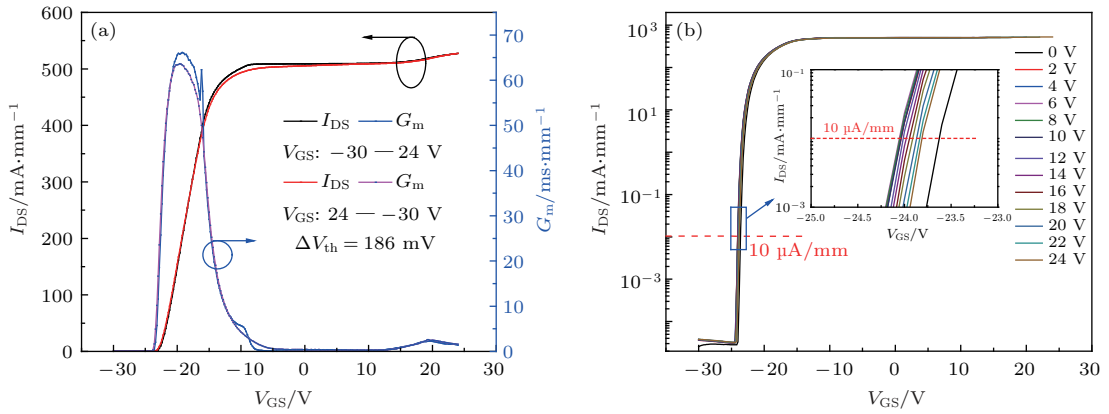 (a)
600
500
400
300
200
100
0
I_DS/mA·mm⁻¹
−30
−20
−10
0
10
20
30
V_GS/V
70
60
50
40
30
20
10
0
G_m/ms·mm⁻¹
I_DS G_m
V_GS: −30 — 24 V
I_DS G_m
V_GS: 24 — −30 V
ΔV_th = 186 mV
(b)
10³
10¹
10⁻¹
10⁻³
I_DS/mA·mm⁻¹
−30
−20
−10
0
10
20
30
V_GS/V
10 µA/mm
10⁻¹
10⁻³
I_DS/mA·mm⁻¹
10 µA/mm
−25.0
−24.5
−24.0
−23.5
−23.0
V_GS/V
0 V
2 V
4 V
6 V
8 V
10 V
12 V
14 V
16 V
18 V
20 V
22 V
24 V